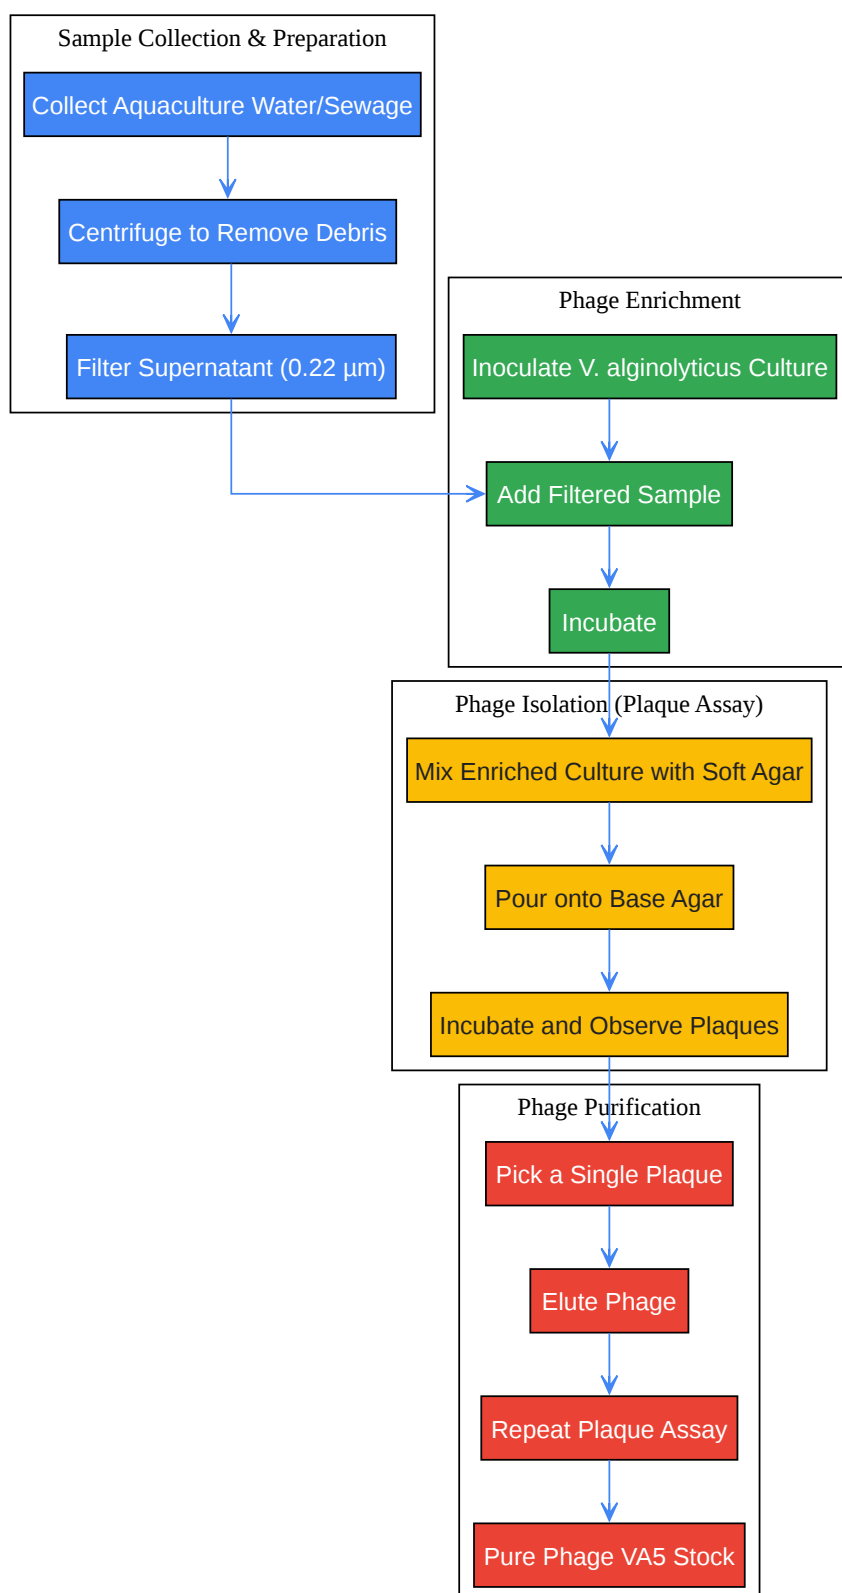 Sample Collection & Preparation
Collect Aquaculture Water/Sewage
Centrifuge to Remove Debris
Filter Supernatant (0.22 µm)
Phage Enrichment
Inoculate V. alginolyticus Culture
Add Filtered Sample
Incubate
Phage Isolation (Plaque Assay)
Mix Enriched Culture with Soft Agar
Pour onto Base Agar
Incubate and Observe Plaques
Phage Purification
Pick a Single Plaque
Elute Phage
Repeat Plaque Assay
Pure Phage VA5 Stock